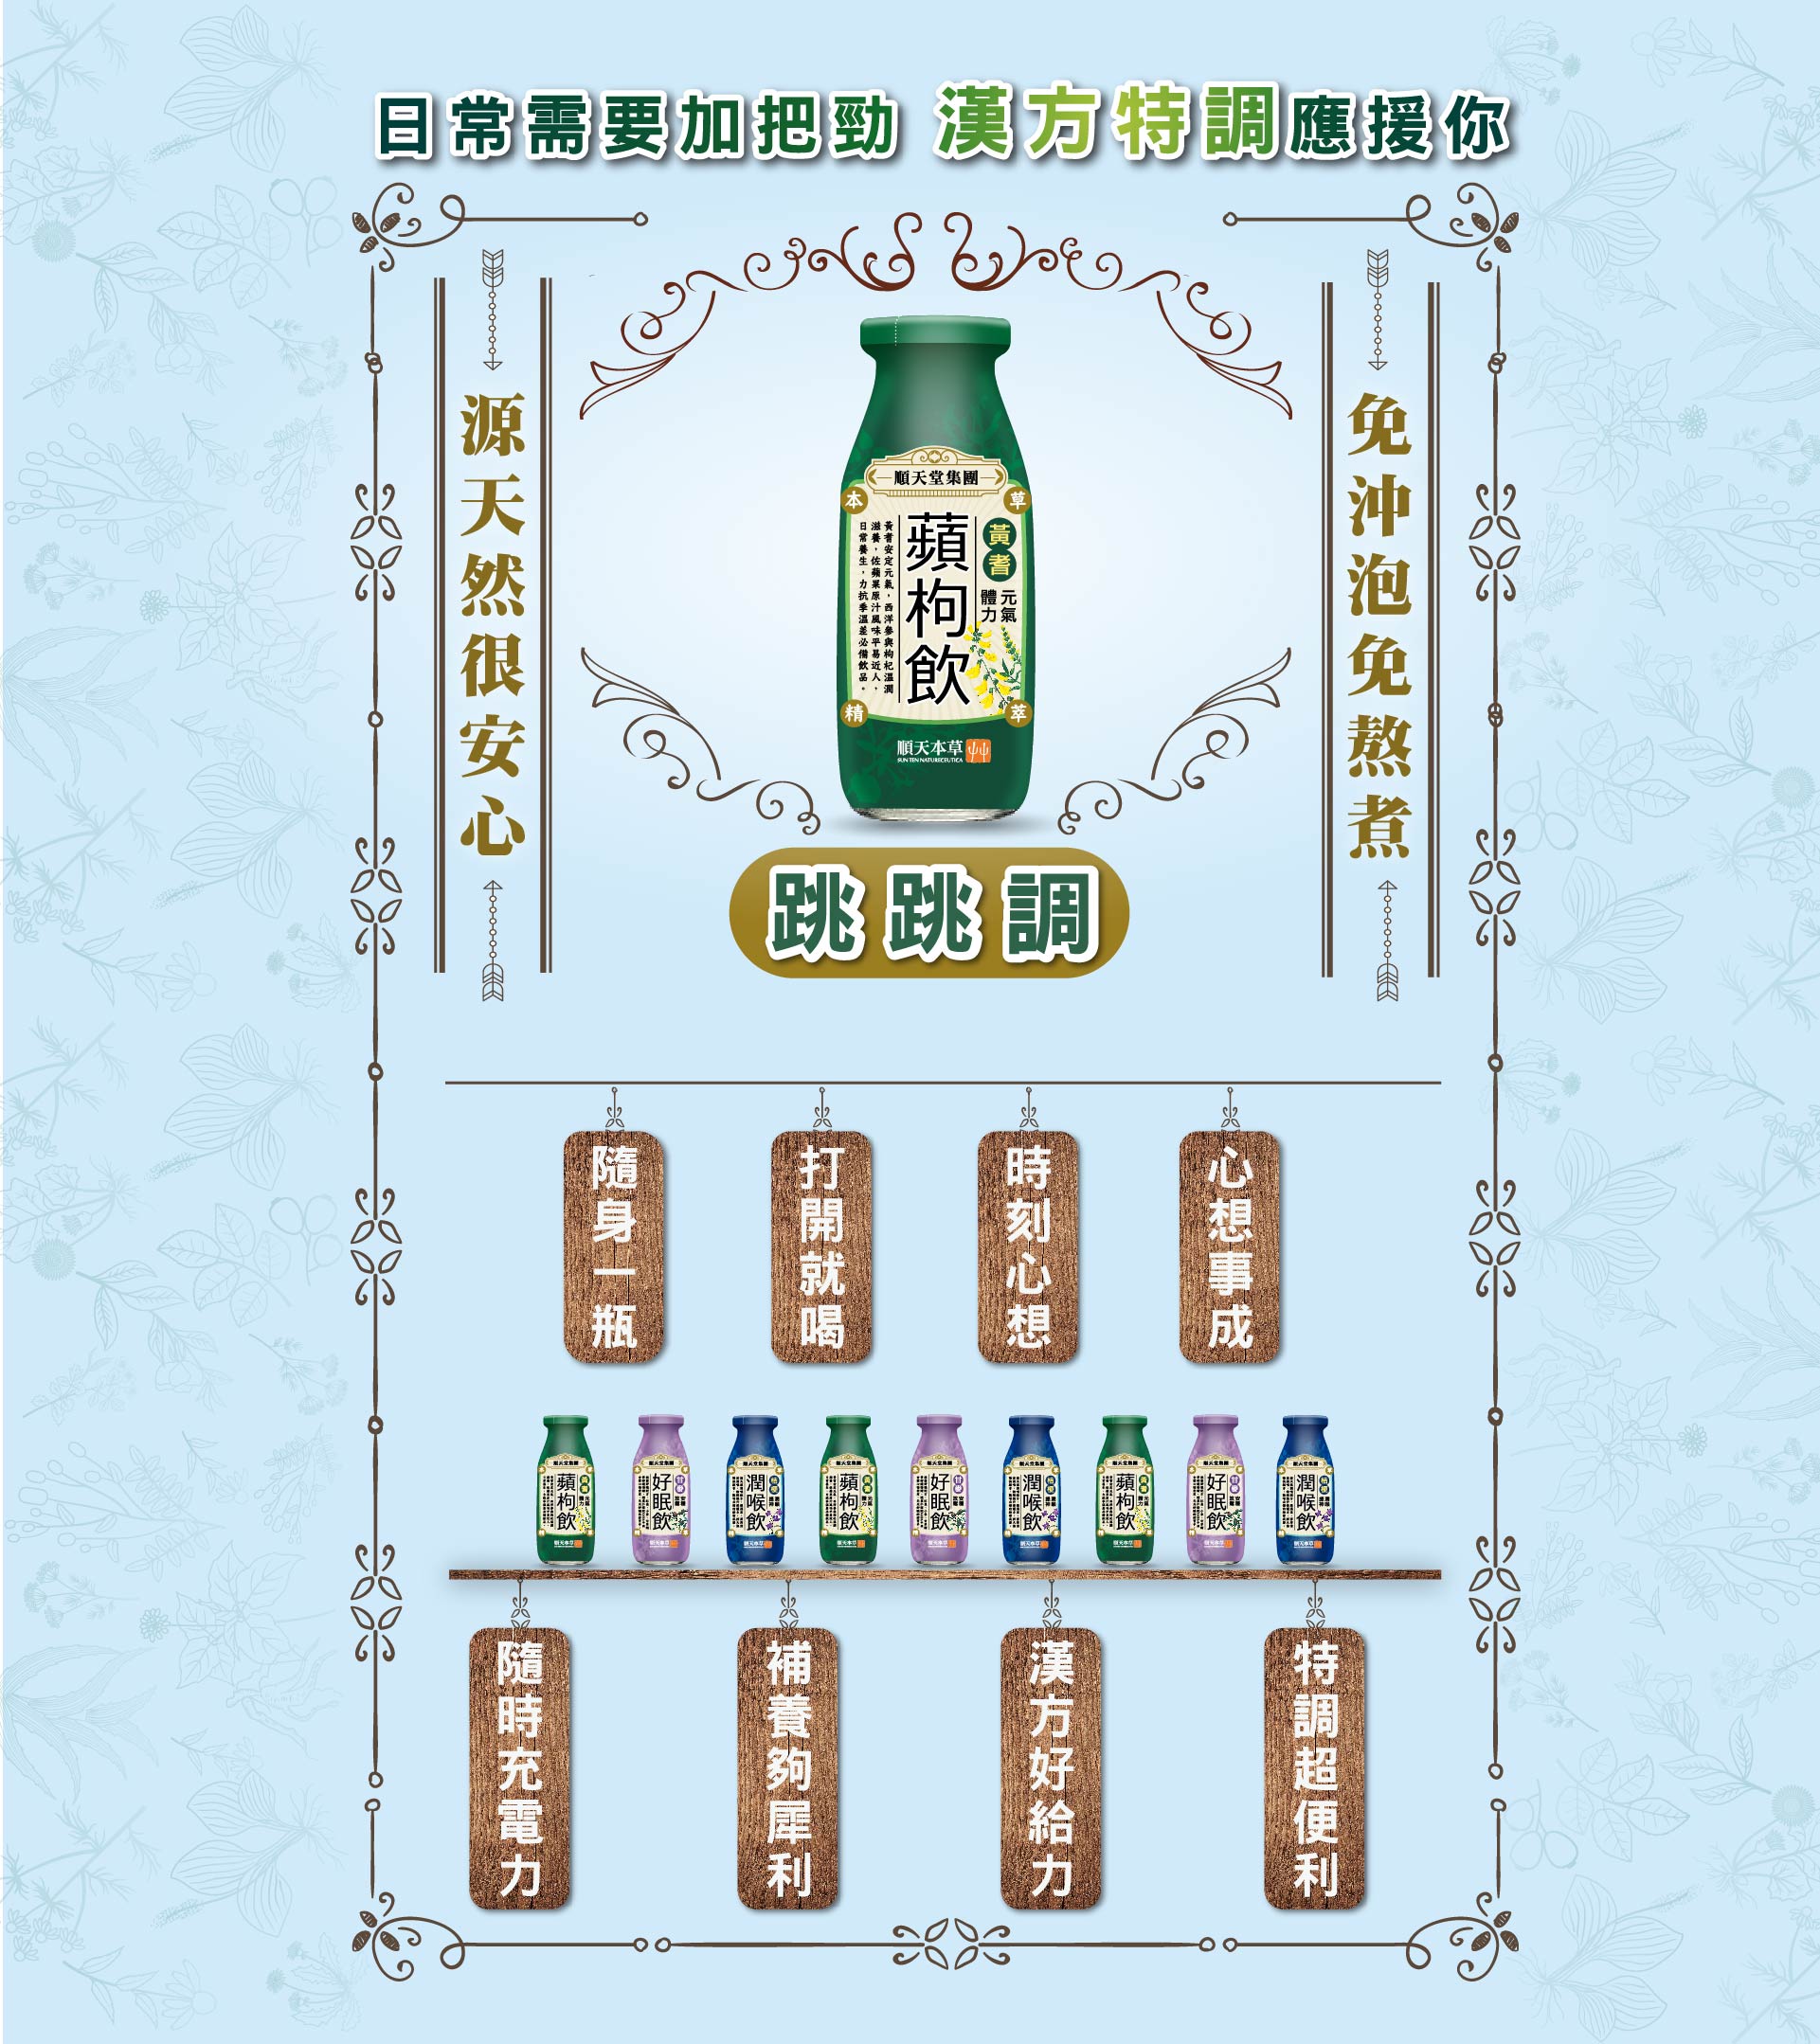 日常需要加把勁 漢方特調應援你
免沖泡免熬煮
源天然很安心
順天堂集團
本草
精萃
黃耆
元氣
體力
蘋枸飲
黃耆安定元氣，西洋參與枸杞溫潤
滋養，佐蘋果原汁風味平易近人，
日常養生，力抗季溫差必備飲品。
順天本草
SUN TEN NATURECEUTICA
跳跳調
隨身一瓶
打開就喝
時刻心想
心想事成
蘋枸飲
好眠飲
潤喉飲
蘋枸飲
好眠飲
潤喉飲
蘋枸飲
好眠飲
潤喉飲
隨時充電力
補養夠犀利
漢方好給力
特調超便利